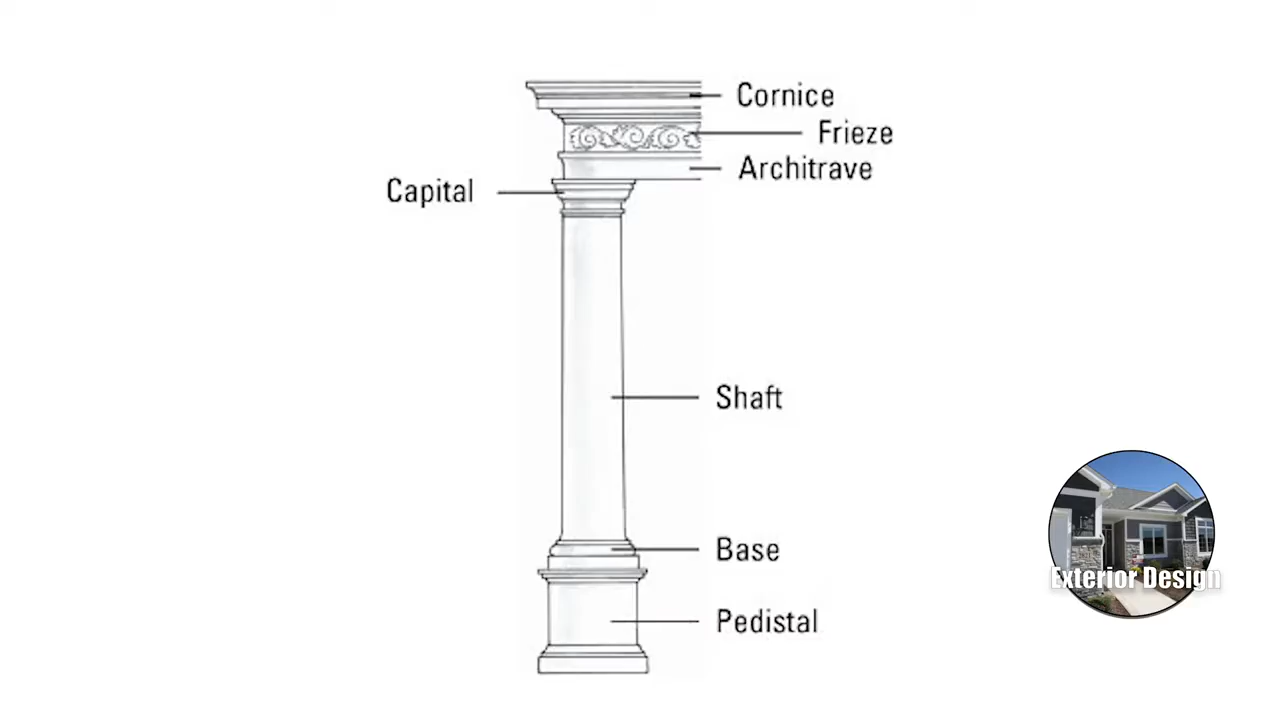 Cornice
Frieze
Architrave
Capital
Shaft
Base
Exterior Design
Pedistal